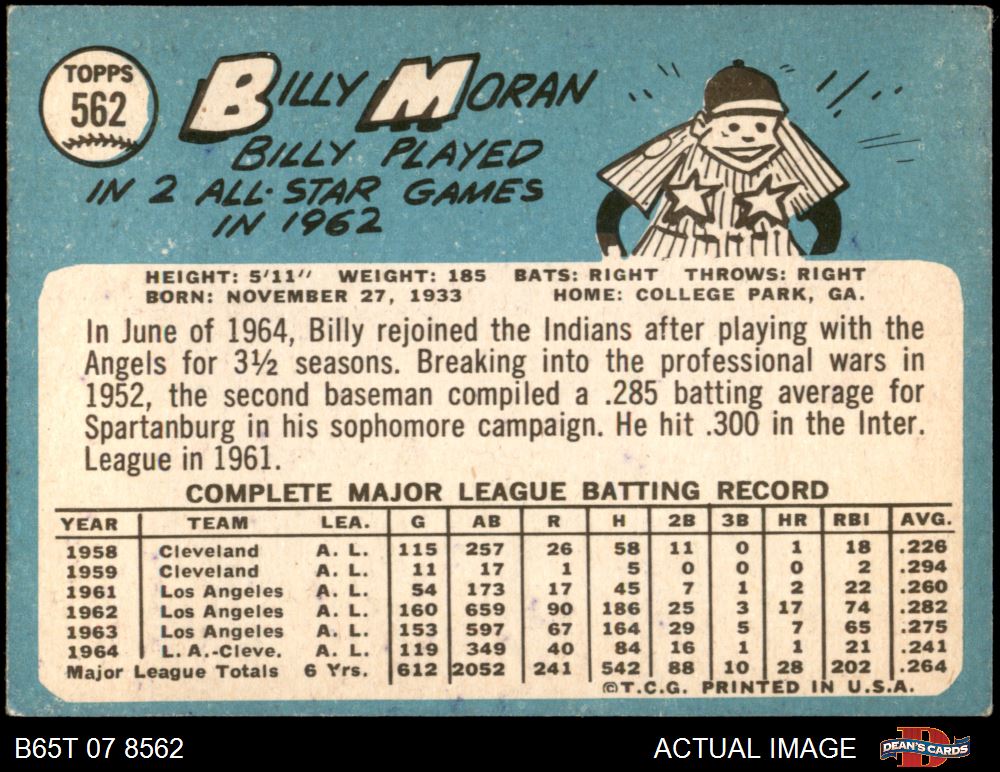 TOPPS
562
BILLY MORAN
BILLY PLAYED
IN 2 ALL-STAR GAMES
IN 1962
HEIGHT: 5'11" WEIGHT: 185 BATS: RIGHT THROWS: RIGHT
BORN: NOVEMBER 27, 1933 HOME: COLLEGE PARK, GA.
In June of 1964, Billy rejoined the Indians after playing with the
Angels for 3½ seasons. Breaking into the professional wars in
1952, the second baseman compiled a .285 batting average for
Spartanburg in his sophomore campaign. He hit .300 in the Inter.
League in 1961.
COMPLETE MAJOR LEAGUE BATTING RECORD
YEAR TEAM LEA. G AB R H 2B 3B HR RBI AVG.
1958 Cleveland A. L. 115 257 26 58 11 0 1 18 .226
1959 Cleveland A. L. 11 17 1 5 0 0 0 2 .294
1961 Los Angeles A. L. 54 173 17 45 7 1 2 22 .260
1962 Los Angeles A. L. 160 659 90 186 25 3 17 74 .282
1963 Los Angeles A. L. 153 597 67 164 29 5 7 65 .275
1964 L. A.-Cleve. A. L. 119 349 40 84 16 1 1 21 .241
Major League Totals 6 Yrs. 612 2052 241 542 88 10 28 202 .264
©T.C.G. PRINTED IN U.S.A.
B65T 07 8562 ACTUAL IMAGE DEAN'S CARDS